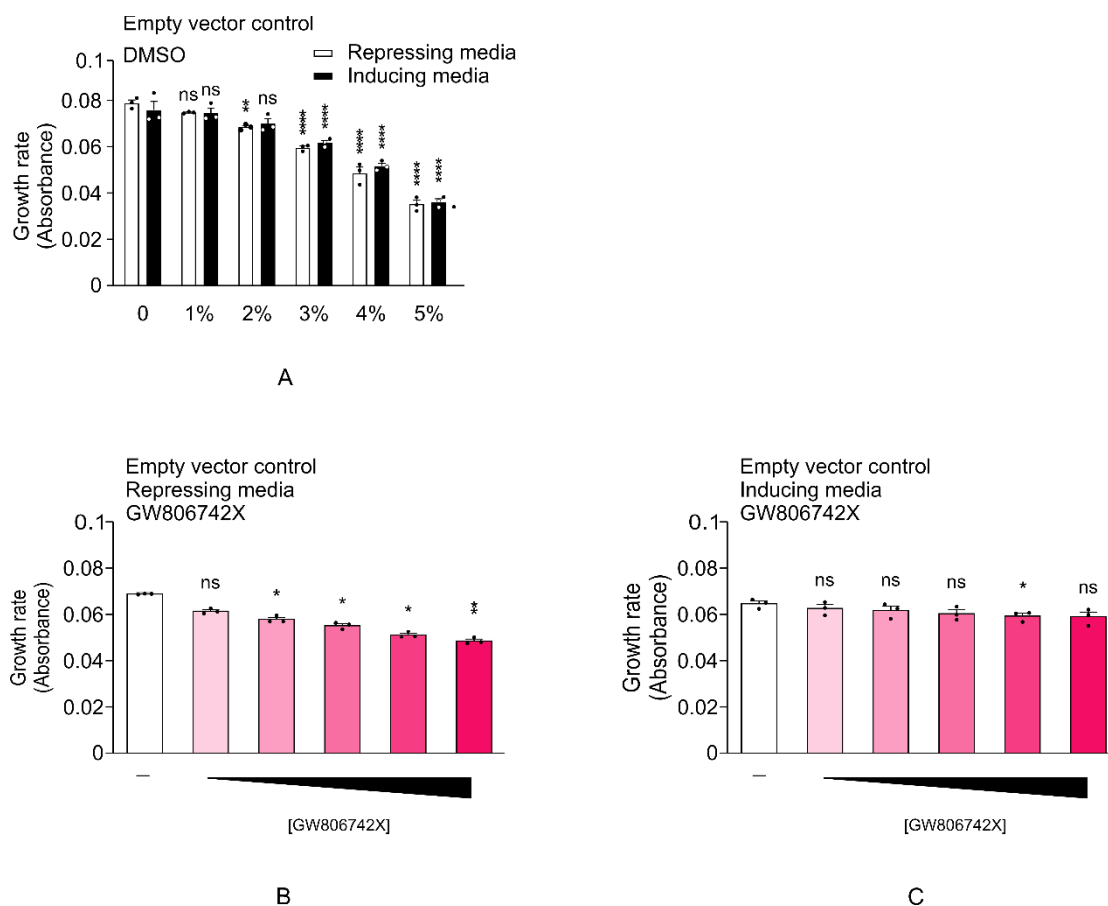 Empty vector control
DMSO
Repressing media
Inducing media
Growth rate
(Absorbance)
0.1
0.08
0.06
0.04
0.02
0
ns ns ** ns **** **** **** **** **** ****
0 1% 2% 3% 4% 5%
A
Empty vector control
Repressing media
GW806742X
Growth rate
(Absorbance)
0.1
0.08
0.06
0.04
0.02
0
ns * * * **
–
[GW806742X]
B
Empty vector control
Inducing media
GW806742X
Growth rate
(Absorbance)
0.1
0.08
0.06
0.04
0.02
0
ns ns ns * ns
–
[GW806742X]
C